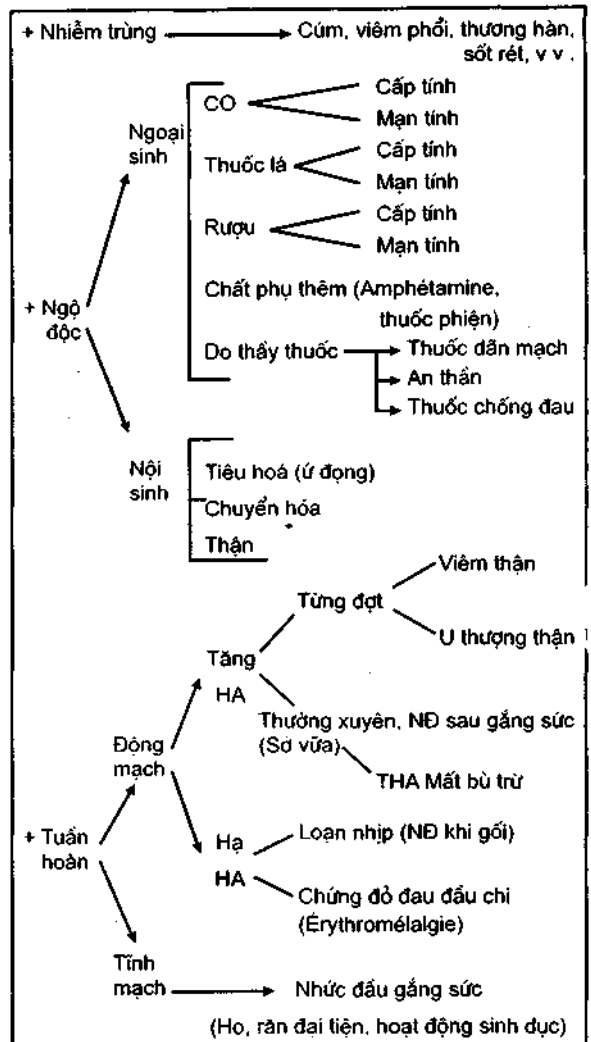 + Nhiễm trùng → Cúm, viêm phổi, thương hàn,
sốt rét, v v .
Ngoại
sinh
CO
Cấp tính
Mạn tính
Thuốc lá
Cấp tính
Mạn tính
Rượu
Cấp tính
Mạn tính
Chất phụ thêm (Amphétamine,
thuốc phiện)
+ Ngộ
độc
Do thầy thuốc → Thuốc dãn mạch
An thần
Thuốc chống đau
Nội
sinh
Tiêu hoá (ứ đọng)
Chuyển hóa
Thận
Viêm thận
Từng đợt
U thượng thận
Tăng
HA
Thường xuyên, NĐ sau gắng sức
(Sơ vữa)
THA Mất bù trừ
Động
mạch
+ Tuần
hoàn
Hạ
HA
Loạn nhịp (NĐ khi gối)
Chứng đỏ đau đầu chi
(Érythromélalgie)
Tĩnh
mạch → Nhức đầu gắng sức
(Ho, rặn đại tiện, hoạt động sinh dục)